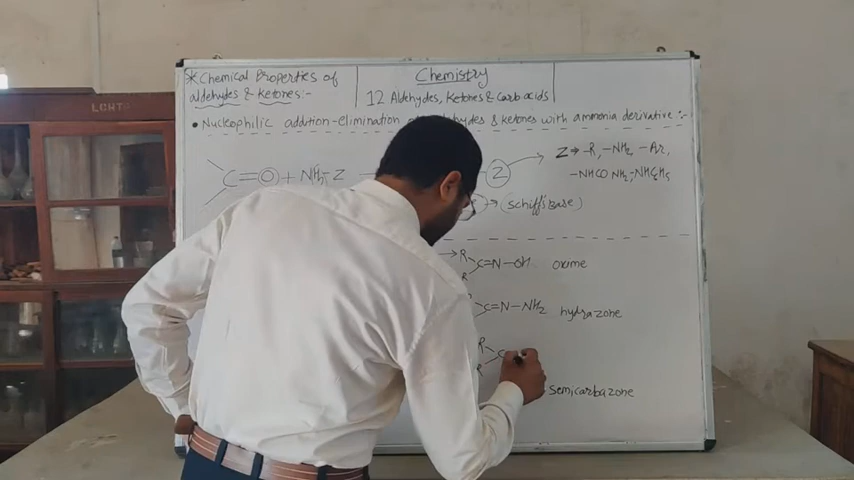 LCHTS
*Chemical Properties of
aldehydes & ketones:-
Chemistry
12 Aldehydes, Ketones & Carb acids
• Nucleophilic addition-elimination aldehydes & ketones with ammonia derivative :-
C=O + NH2-Z
Z
Z → -R, -NH2, -Ar,
-NHCONH2, -NHC6H5
→ (Schiff's Base)
→ R
C=N-OH oxime
R
C=N-NH2 hydrazone
R
C
R
semicarbazone